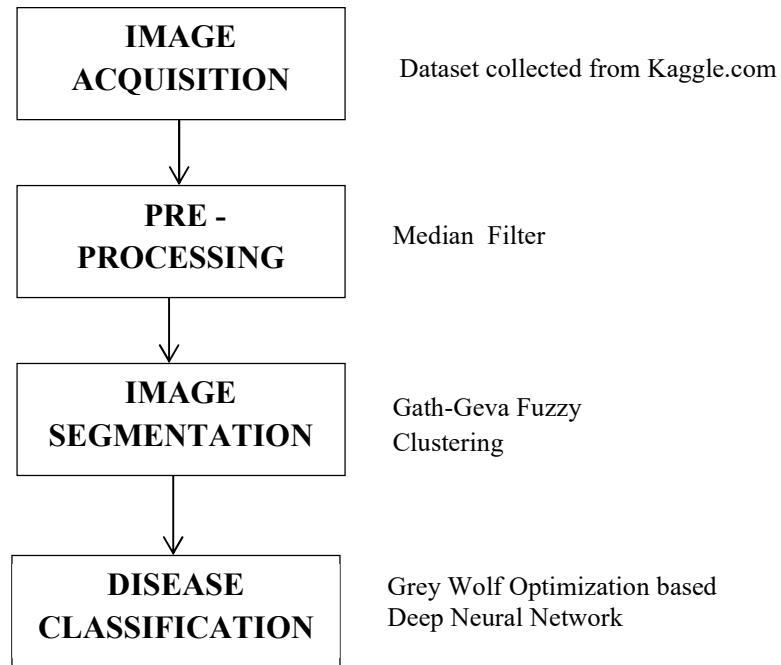 IMAGE
ACQUISITION
Dataset collected from Kaggle.com
PRE -
PROCESSING
Median Filter
IMAGE
SEGMENTATION
Gath-Geva Fuzzy
Clustering
DISEASE
CLASSIFICATION
Grey Wolf Optimization based
Deep Neural Network